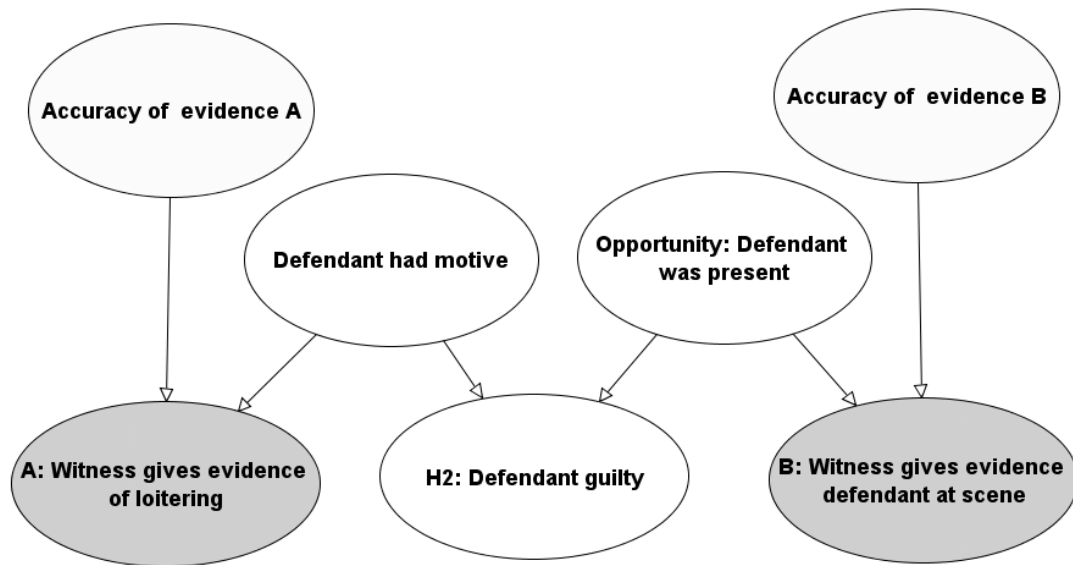 Accuracy of evidence A
Accuracy of evidence B
Defendant had motive
Opportunity: Defendant
was present
A: Witness gives evidence
of loitering
H2: Defendant guilty
B: Witness gives evidence
defendant at scene